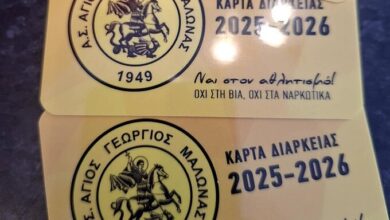 Α.Σ. ΑΓΙΟΣ
ΜΑΛΩΝΑΣ
1949
ΚΑΡΤΑ ΔΙΑΡΚΕΙΑΣ
2025-2026
Ναι στον αθλητισμό!
ΟΧΙ ΣΤΗ ΒΙΑ, ΟΧΙ ΣΤΑ ΝΑΡΚΩΤΙΚΑ
Α.Σ. ΑΓΙΟΣ ΓΕΩΡΓΙΟΣ ΜΑΛΩΝΑΣ
ΚΑΡΤΑ ΔΙΑΡΚΕΙΑΣ
2025-2026